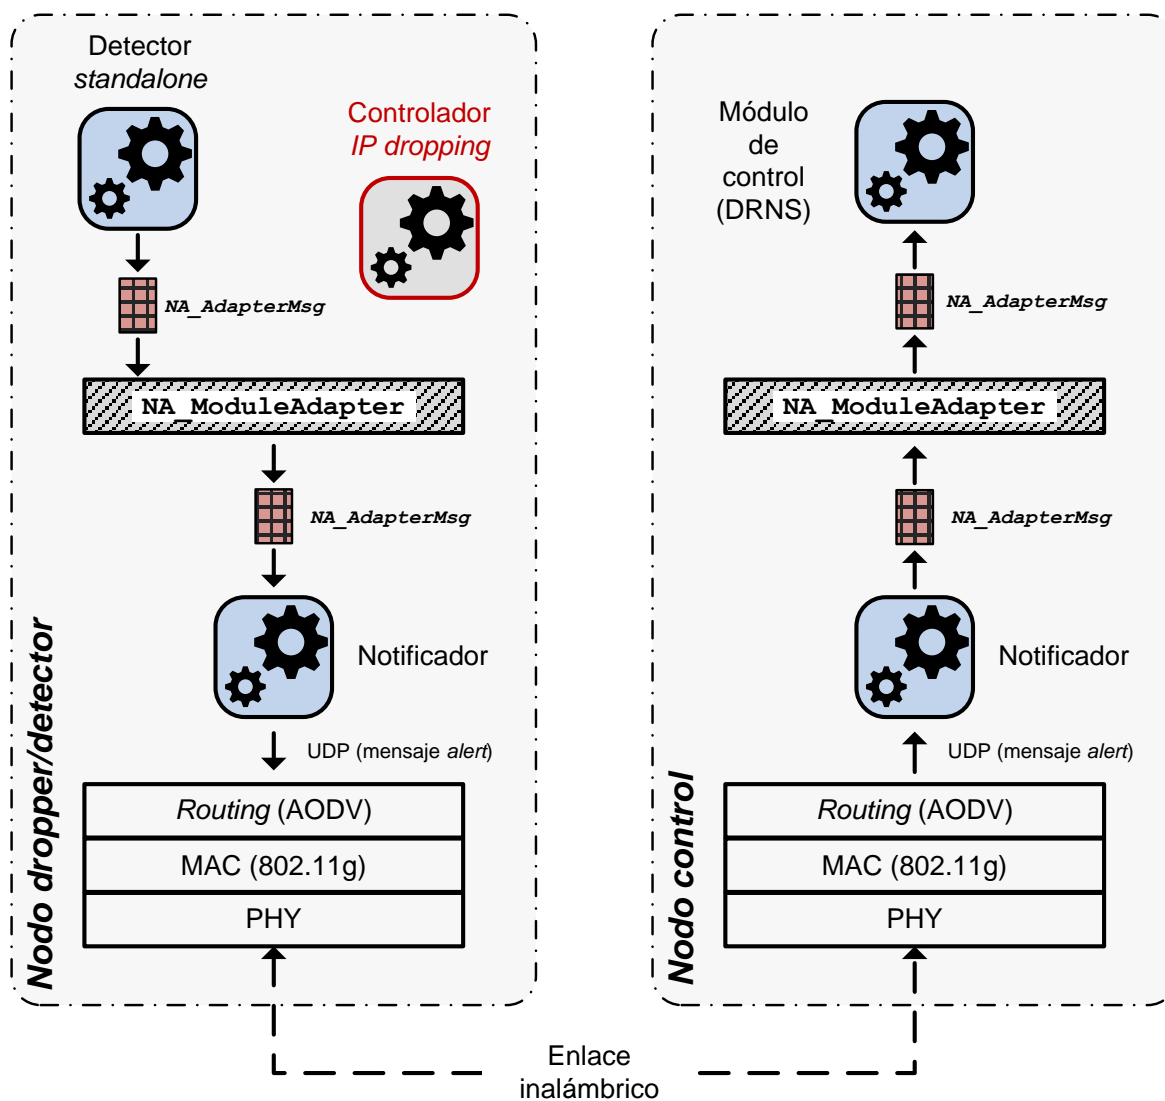 Detector
standalone
Controlador
IP dropping
NA_AdapterMsg
NA_ModuleAdapter
NA_AdapterMsg
Notificador
UDP (mensaje alert)
Routing (AODV)
MAC (802.11g)
PHY
Nodo dropper/detector
Módulo
de
control
(DRNS)
NA_AdapterMsg
NA_ModuleAdapter
NA_AdapterMsg
Notificador
UDP (mensaje alert)
Routing (AODV)
MAC (802.11g)
PHY
Nodo control
Enlace
inalámbrico